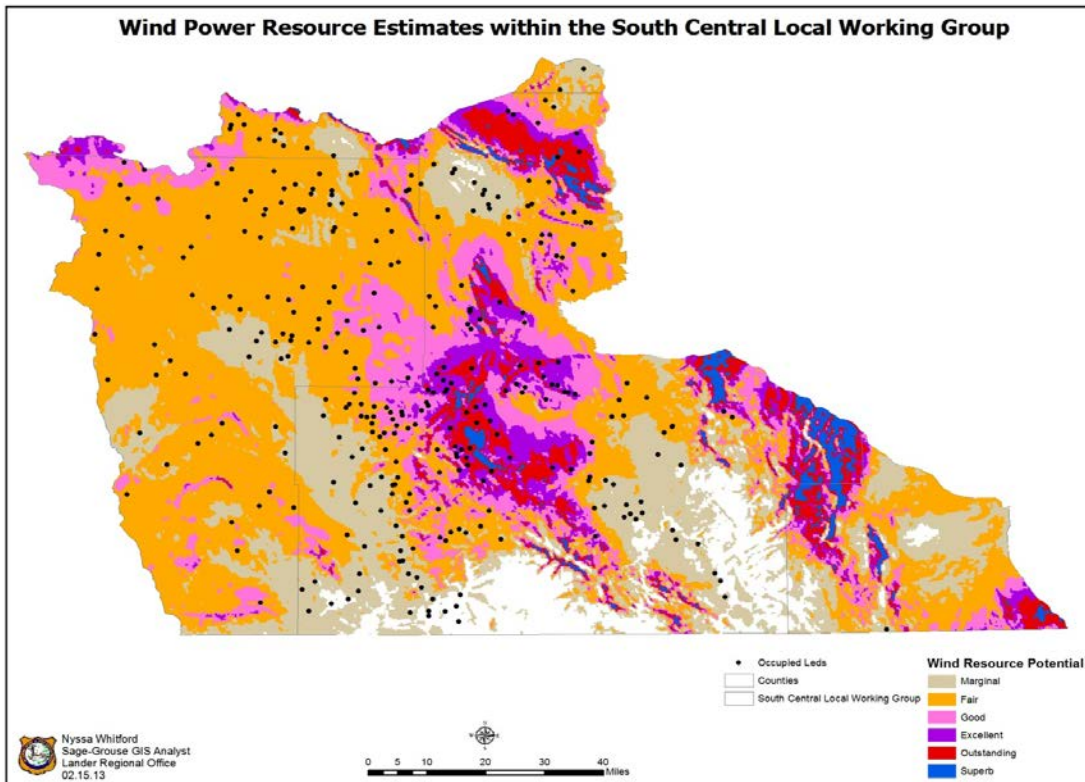 Wind Power Resource Estimates within the South Central Local Working Group
Occupied Leds
Counties
South Central Local Working Group
Wind Resource Potential
Marginal
Fair
Good
Excellent
Outstanding
Superb
Nyssa Whitford
Sage-Grouse GIS Analyst
Lander Regional Office
02.15.13
N
W
E
S
0 5 10 20 30 40
Miles